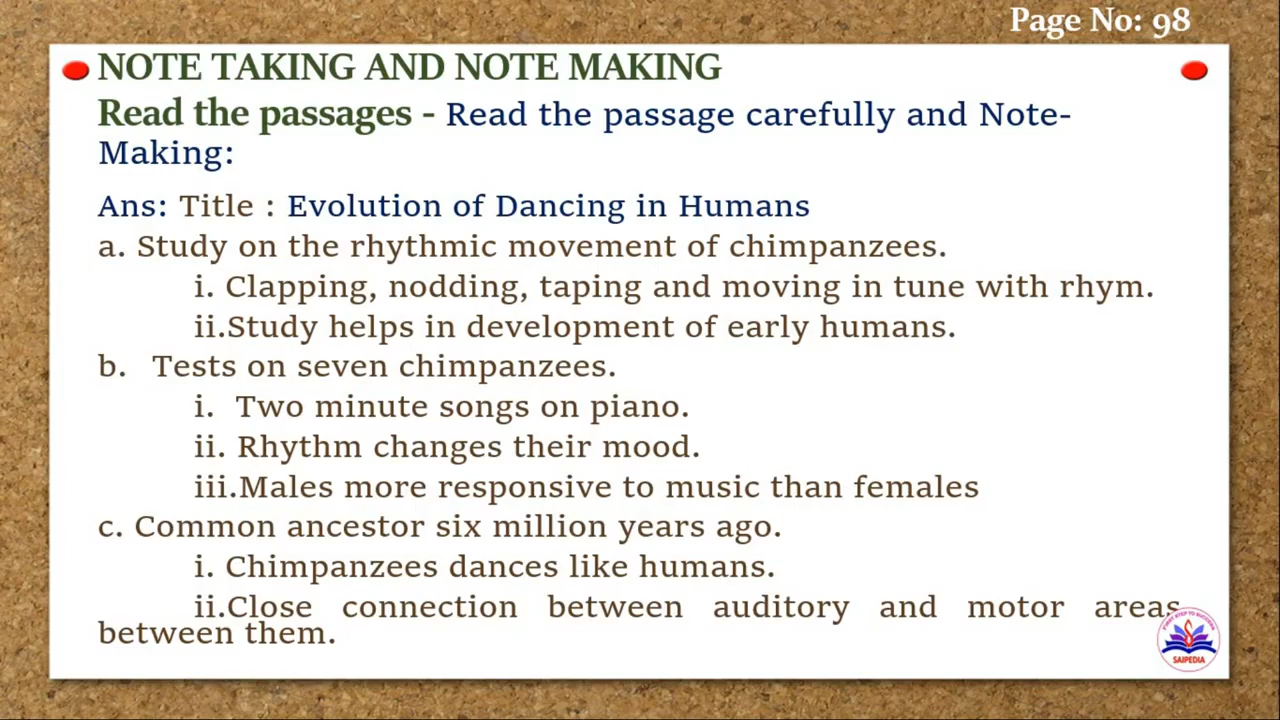 Page No: 98
NOTE TAKING AND NOTE MAKING
Read the passages - Read the passage carefully and Note-
Making:
Ans: Title : Evolution of Dancing in Humans
a. Study on the rhythmic movement of chimpanzees.
i. Clapping, nodding, taping and moving in tune with rhym.
ii.Study helps in development of early humans.
b. Tests on seven chimpanzees.
i. Two minute songs on piano.
ii. Rhythm changes their mood.
iii.Males more responsive to music than females
c. Common ancestor six million years ago.
i. Chimpanzees dances like humans.
ii.Close connection between auditory and motor areas
between them.
FIRST STEP TO SUCCESS
SAIPEDIA